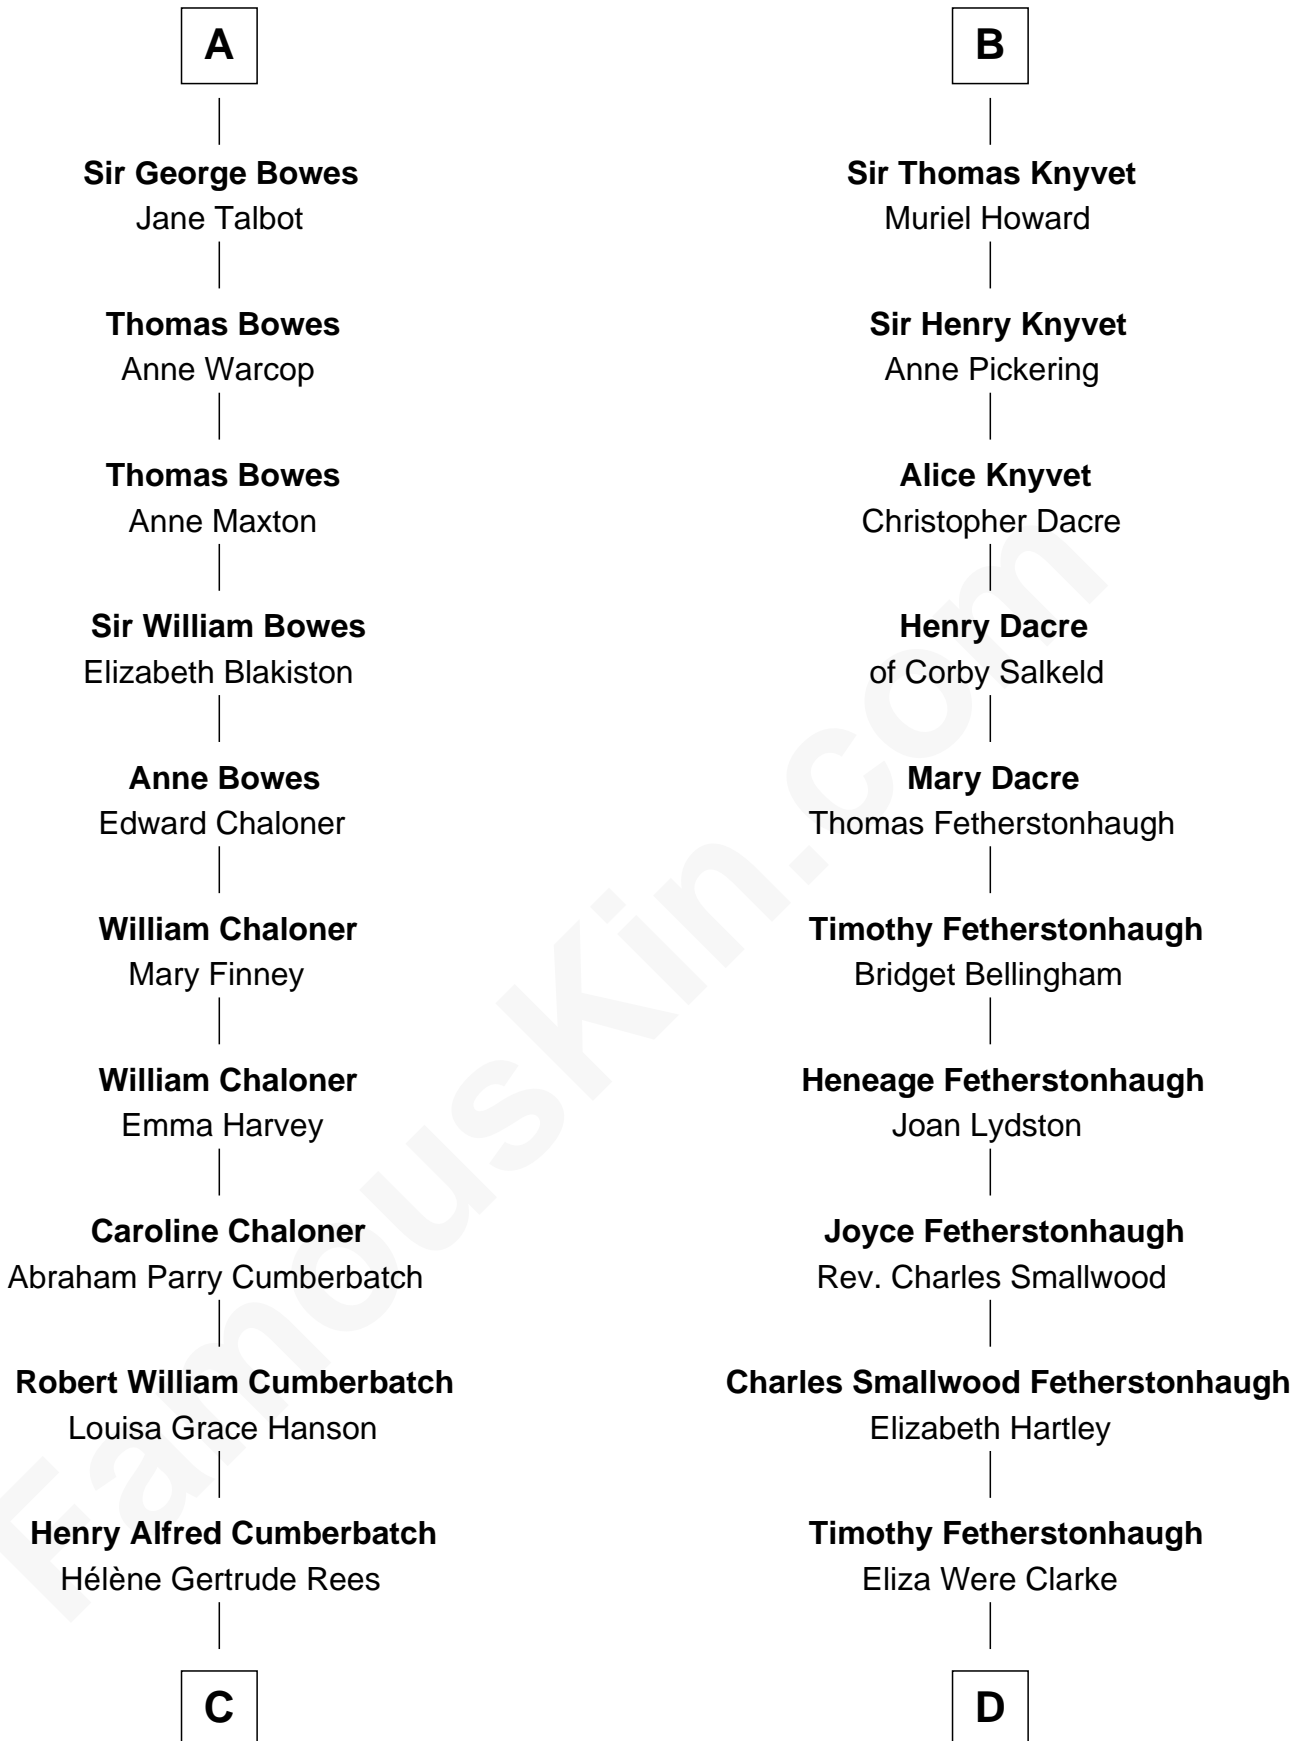 A
Sir George Bowes
Jane Talbot
Thomas Bowes
Anne Warcop
Thomas Bowes
Anne Maxton
Sir William Bowes
Elizabeth Blakiston
Anne Bowes
Edward Chaloner
William Chaloner
Mary Finney
William Chaloner
Emma Harvey
Caroline Chaloner
Abraham Parry Cumberbatch
Robert William Cumberbatch
Louisa Grace Hanson
Henry Alfred Cumberbatch
Hélène Gertrude Rees
C
B
Sir Thomas Knyvet
Muriel Howard
Sir Henry Knyvet
Anne Pickering
Alice Knyvet
Christopher Dacre
Henry Dacre
of Corby Salkeld
Mary Dacre
Thomas Fetherstonhaugh
Timothy Fetherstonhaugh
Bridget Bellingham
Heneage Fetherstonhaugh
Joan Lydston
Joyce Fetherstonhaugh
Rev. Charles Smallwood
Charles Smallwood Fetherstonhaugh
Elizabeth Hartley
Timothy Fetherstonhaugh
Eliza Were Clarke
D
FamousKin.com